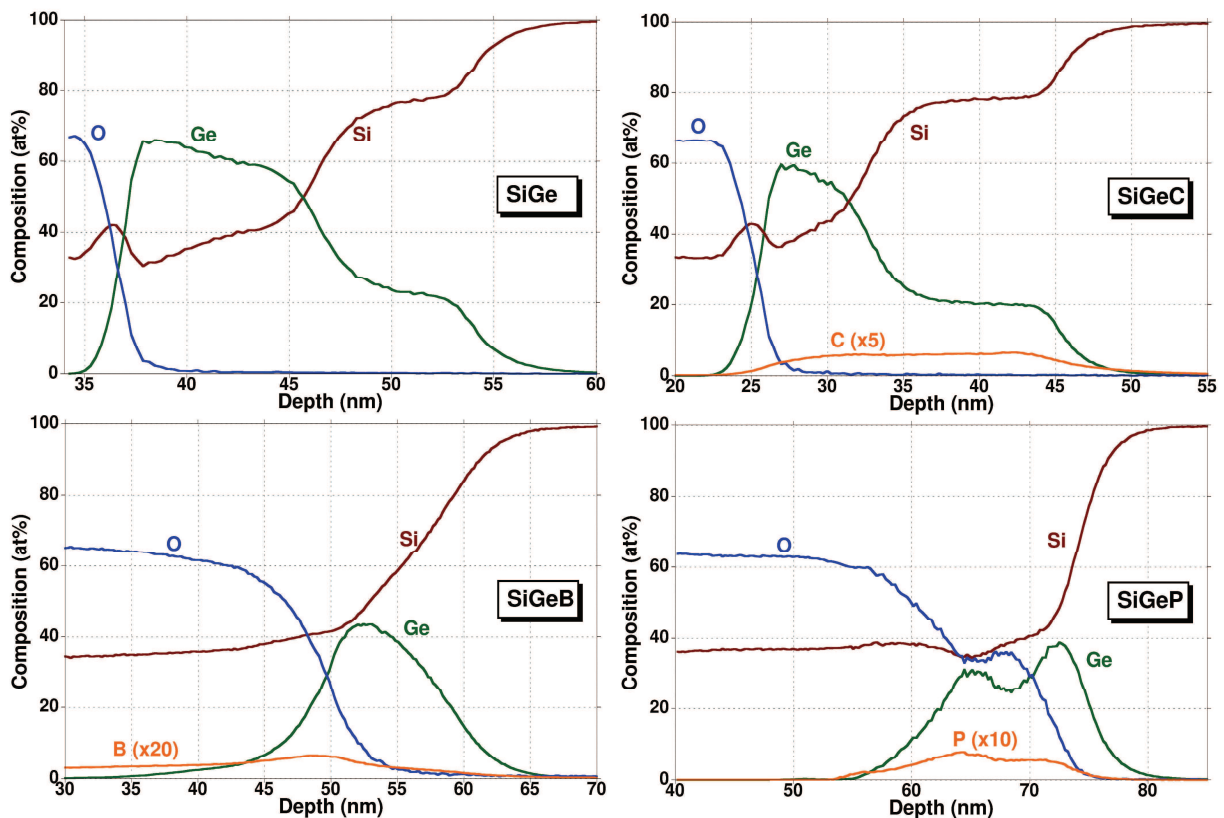 100
80
60
40
20
0
Composition (at%)
O
Ge
Si
SiGe
35
40
45
50
55
60
Depth (nm)
100
80
60
40
20
0
Composition (at%)
O
Ge
Si
C (x5)
SiGeC
20
25
30
35
40
45
50
55
Depth (nm)
100
80
60
40
20
0
Composition (at%)
O
Si
Ge
B (x20)
SiGeB
30
35
40
45
50
55
60
65
70
Depth (nm)
100
80
60
40
20
0
Composition (at%)
O
Si
Ge
P (x10)
SiGeP
40
50
60
70
80
Depth (nm)